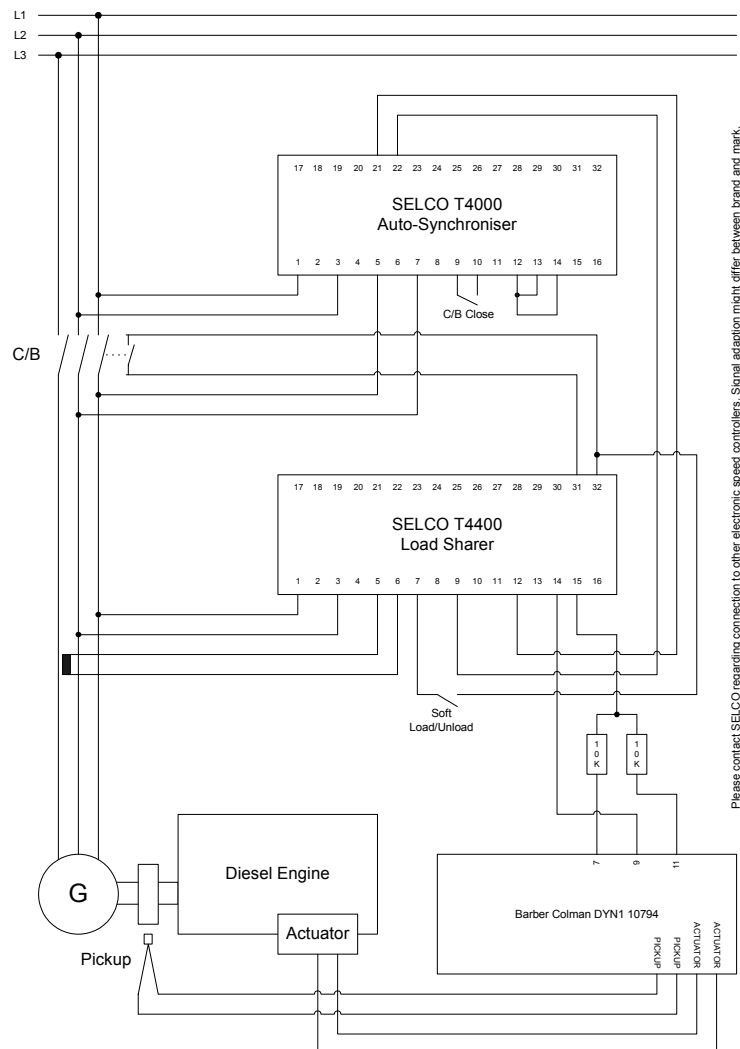 L1
L2
L3
17 18 19 20 21 22 23 24 25 26 27 28 29 30 31 32
SELCO T4000
Auto-Synchroniser
1 2 3 4 5 6 7 8 9 10 11 12 13 14 15 16
C/B Close
C/B
17 18 19 20 21 22 23 24 25 26 27 28 29 30 31 32
SELCO T4400
Load Sharer
1 2 3 4 5 6 7 8 9 10 11 12 13 14 15 16
Soft
Load/Unload
10K
10K
Diesel Engine
G
Actuator
Pickup
7
9
11
Barber Colman DYN1 10794
PICKUP
PICKUP
ACTUATOR
ACTUATOR
Please contact SELCO regarding connection to other electronic speed controllers. Signal adaption might differ between brand and mark.